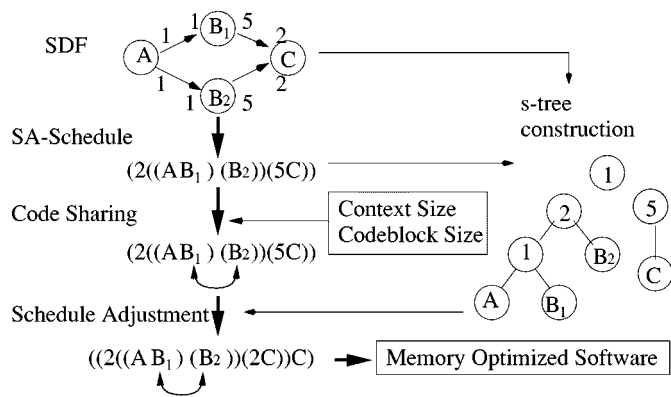 SDF
A
1
1
B1
5
2
C
1
1
B2
5
2
SA-Schedule
(2((AB1) (B2))(5C))
s-tree
construction
Code Sharing
Context Size
Codeblock Size
(2((AB1) (B2))(5C))
1
2
5
1
B2
C
A
B1
Schedule Adjustment
((2((A B1) (B2))(2C))C)
Memory Optimized Software